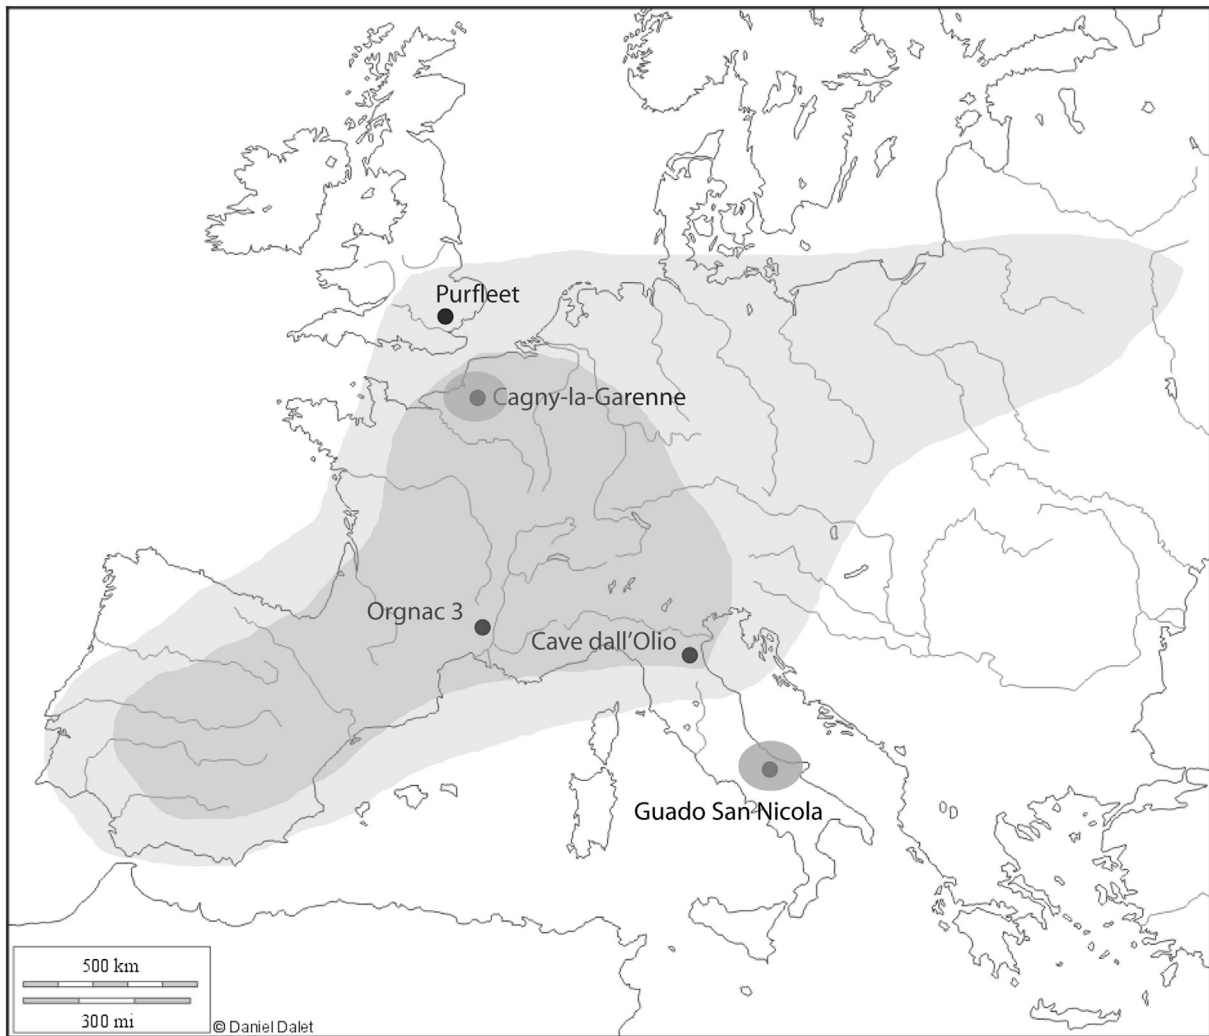 Purfleet
Cagny-la-Garenne
Orgnac 3
Cave dall'Olio
Guado San Nicola
500 km
300 mi
© Daniel Dalet